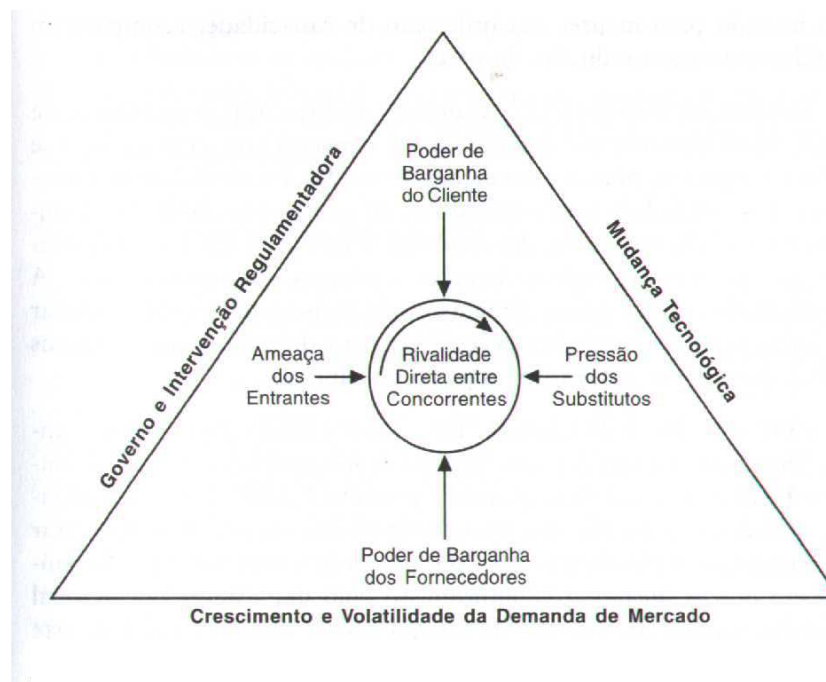 Poder de
Barganha
do Cliente
Governo e Intervenção Regulamentadora
Mudança Tecnológica
Ameaça
dos
Entrantes
Rivalidade
Direta entre
Concorrentes
Pressão
dos
Substitutos
Poder de Barganha
dos Fornecedores
Crescimento e Volatilidade da Demanda de Mercado